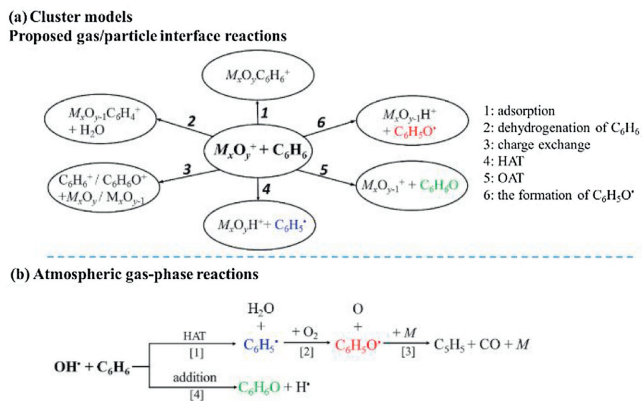 (a) Cluster models
Proposed gas/particle interface reactions
MxOyC6H6+
MxOy-1C6H4+
+ H2O
2
1
6
MxOy-1H+
+ C6H5O•
MxOy+ + C6H6
C6H6+ / C6H6O+
+MxOy/ MxOy-1
3
4
5
MxOy-1+ + C6H6O
MxOyH+ + C6H5•
1: adsorption
2: dehydrogenation of C6H6
3: charge exchange
4: HAT
5: OAT
6: the formation of C6H5O•
(b) Atmospheric gas-phase reactions
OH• + C6H6
HAT
[1]
H2O
+
C6H5•
+ O2
[2]
O
+
C6H5O•
+ M
[3]
C5H5 + CO + M
addition
[4]
C6H6O + H•